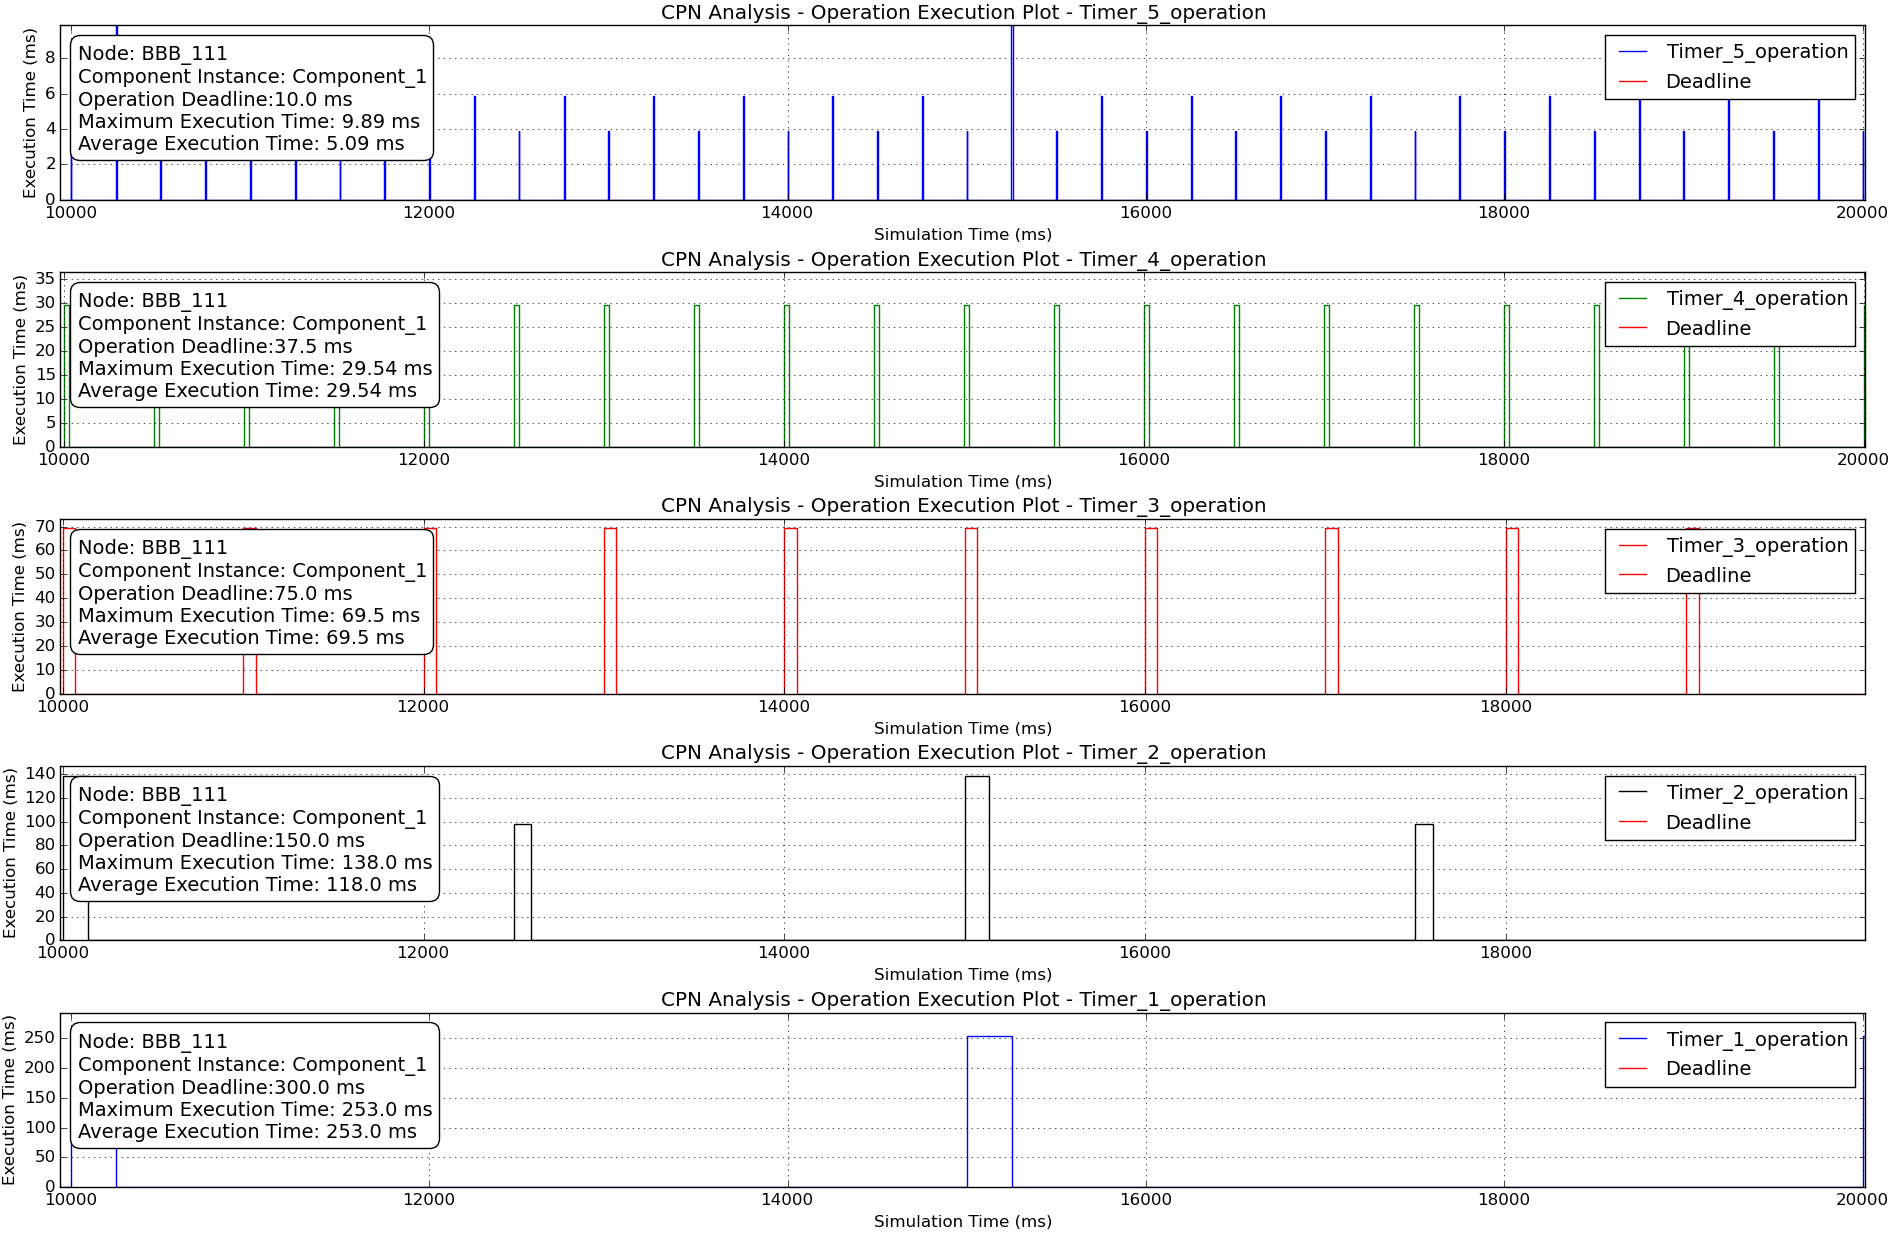 CPN Analysis - Operation Execution Plot - Timer_5_operation
Execution Time (ms)
8
6
4
2
0
Node: BBB_111
Component Instance: Component_1
Operation Deadline:10.0 ms
Maximum Execution Time: 9.89 ms
Average Execution Time: 5.09 ms
Timer_5_operation
Deadline
10000 12000 14000 16000 18000 20000
Simulation Time (ms)
CPN Analysis - Operation Execution Plot - Timer_4_operation
Execution Time (ms)
35
30
25
20
15
10
5
0
Node: BBB_111
Component Instance: Component_1
Operation Deadline:37.5 ms
Maximum Execution Time: 29.54 ms
Average Execution Time: 29.54 ms
Timer_4_operation
Deadline
10000 12000 14000 16000 18000 20000
Simulation Time (ms)
CPN Analysis - Operation Execution Plot - Timer_3_operation
Execution Time (ms)
70
60
50
40
30
20
10
0
Node: BBB_111
Component Instance: Component_1
Operation Deadline:75.0 ms
Maximum Execution Time: 69.5 ms
Average Execution Time: 69.5 ms
Timer_3_operation
Deadline
10000 12000 14000 16000 18000
Simulation Time (ms)
CPN Analysis - Operation Execution Plot - Timer_2_operation
Execution Time (ms)
140
120
100
80
60
40
20
0
Node: BBB_111
Component Instance: Component_1
Operation Deadline:150.0 ms
Maximum Execution Time: 138.0 ms
Average Execution Time: 118.0 ms
Timer_2_operation
Deadline
10000 12000 14000 16000 18000
Simulation Time (ms)
CPN Analysis - Operation Execution Plot - Timer_1_operation
Execution Time (ms)
250
200
150
100
50
0
Node: BBB_111
Component Instance: Component_1
Operation Deadline:300.0 ms
Maximum Execution Time: 253.0 ms
Average Execution Time: 253.0 ms
Timer_1_operation
Deadline
10000 12000 14000 16000 18000 20000
Simulation Time (ms)